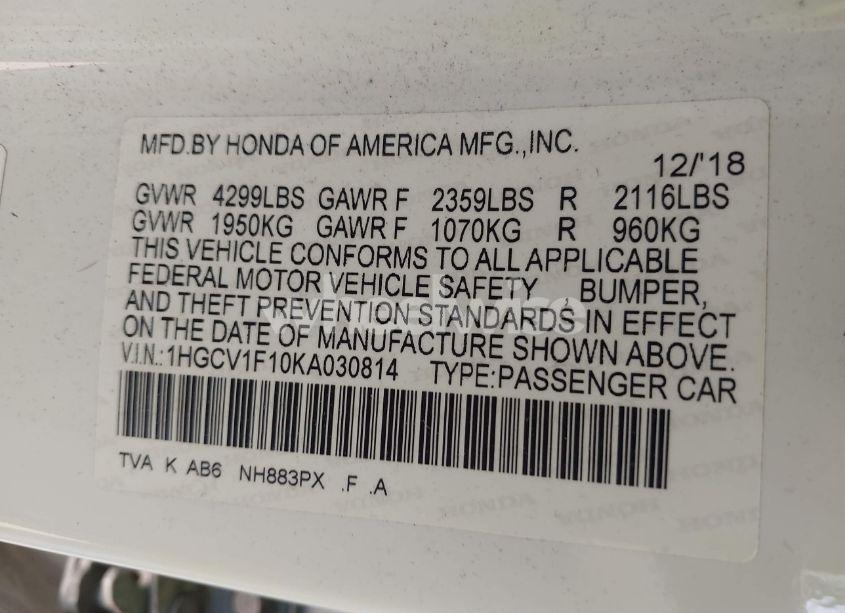 MFD.BY HONDA OF AMERICA MFG.,INC.
12/'18
GVWR 4299LBS GAWR F 2359LBS R 2116LBS
GVWR 1950KG GAWR F 1070KG R 960KG
THIS VEHICLE CONFORMS TO ALL APPLICABLE
FEDERAL MOTOR VEHICLE SAFETY , BUMPER,
AND THEFT PREVENTION STANDARDS IN EFFECT
ON THE DATE OF MANUFACTURE SHOWN ABOVE.
V.I.N.:1HGCV1F10KA030814 TYPE:PASSENGER CAR
TVA K AB6 NH883PX .F .A